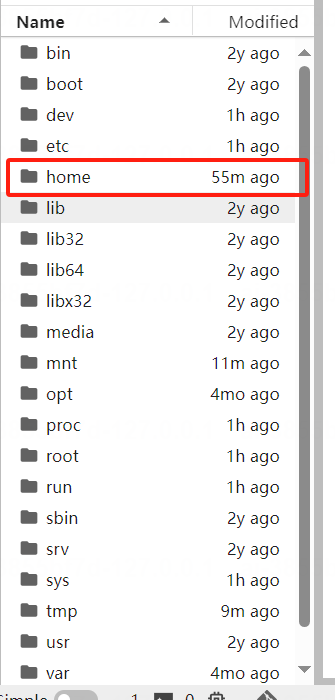 Name Modified
bin 2y ago
boot 2y ago
dev 1h ago
etc 1h ago
home 55m ago
lib 2y ago
lib32 2y ago
lib64 2y ago
libx32 2y ago
media 2y ago
mnt 11m ago
opt 4mo ago
proc 1h ago
root 1h ago
run 1h ago
sbin 2y ago
srv 2y ago
sys 1h ago
tmp 9m ago
usr 2y ago
var 4mo ago